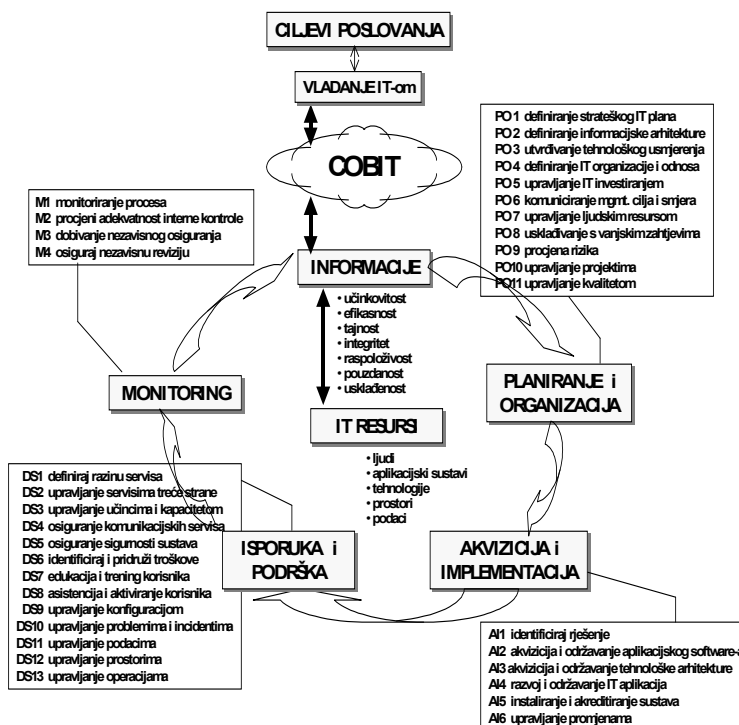 CILJEVI POSLOVANJA
VLADANJE IT-om
COBIT
PO1 definiranje strateškog IT plana
PO2 definiranje informacijske arhitekture
PO3 utvrđivanje tehnološkog usmjerenja
PO4 definiranje IT organizacije i odnosa
PO5 upravljanje IT investiranjem
PO6 komuniciranje mgmt. cilja i smjera
PO7 upravljanje ljudskim resursom
PO8 usklađivanje s vanjskim zahtjevima
PO9 procjena rizika
PO10 upravljanje projektima
PO11 upravljanje kvalitetom
M1 monitoriranje procesa
M2 procjeni adekvatnost interne kontrole
M3 dobivanje nezavisnog osiguranja
M4 osiguraj nezavisnu reviziju
INFORMACIJE
• učinkovitost
• efikasnost
• tajnost
• integritet
• raspoloživost
• pouzdanost
• usklađenost
MONITORING
PLANIRANJE i
ORGANIZACIJA
IT RESURSI
• ljudi
• aplikacijski sustavi
• tehnologije
• prostori
• podaci
DS1 definiraj razinu servisa
DS2 upravljanje servisima treće strane
DS3 upravljanje učincima i kapacitetom
DS4 osiguranje komunikacijskih servisa
DS5 osiguranje sigurnosti sustava
DS6 identificiraj i pridruži troškove
DS7 edukacija i trening korisnika
DS8 asistencija i aktiviranje korisnika
DS9 upravljanje konfiguracijom
DS10 upravljanje problemima i incidentima
DS11 upravljanje podacima
DS12 upravljanje prostorima
DS13 upravljanje operacijama
ISPORUKA i
PODRŠKA
AKVIZICIJA i
IMPLEMENTACIJA
AI1 identificiraj rješenje
AI2 akvizicija i održavanje aplikacijskog software-a
AI3 akvizicija i održavanje tehnološke arhitekture
AI4 razvoj i održavanje IT aplikacija
AI5 instaliranje i akreditiranje sustava
AI6 upravljanje promjenama